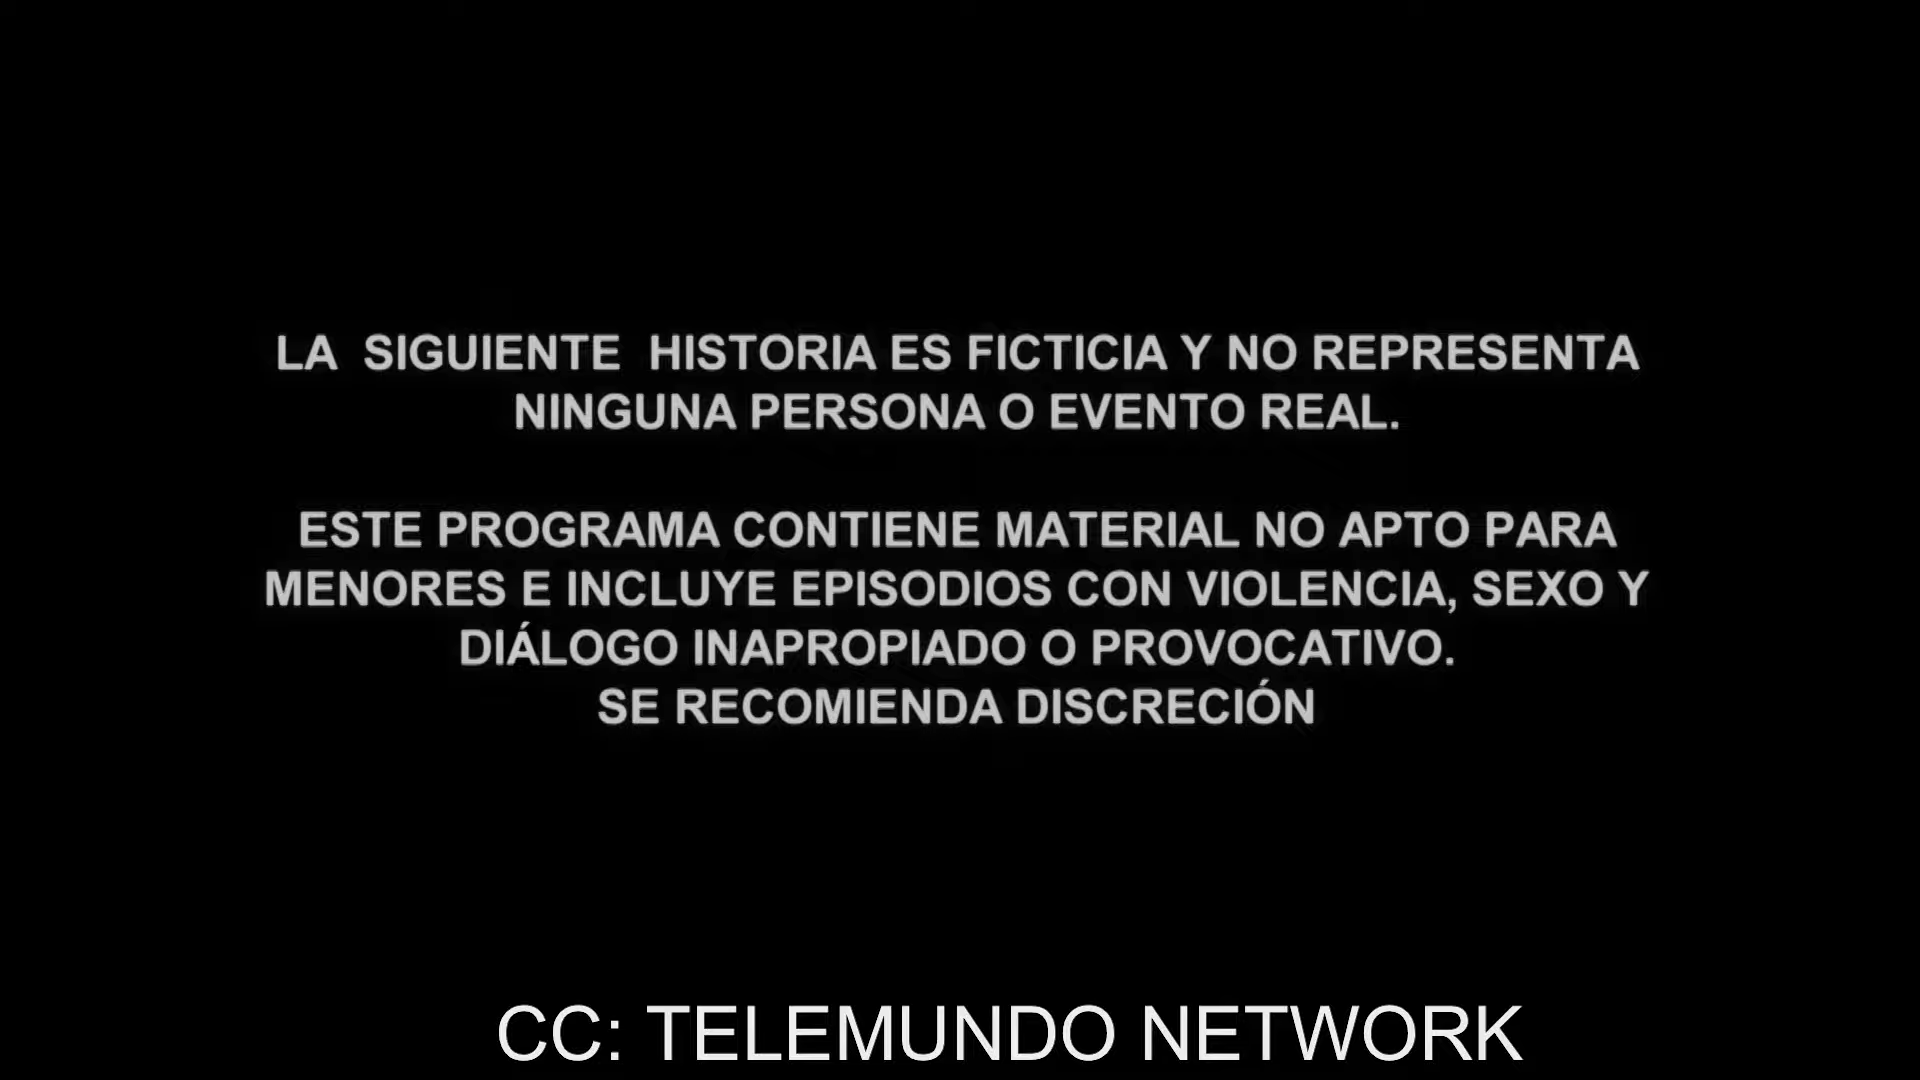 LA SIGUIENTE HISTORIA ES FICTICIA Y NO REPRESENTA
NINGUNA PERSONA O EVENTO REAL.
ESTE PROGRAMA CONTIENE MATERIAL NO APTO PARA
MENORES E INCLUYE EPISODIOS CON VIOLENCIA, SEXO Y
DIÁLOGO INAPROPIADO O PROVOCATIVO.
SE RECOMIENDA DISCRECIÓN
CC: TELEMUNDO NETWORK